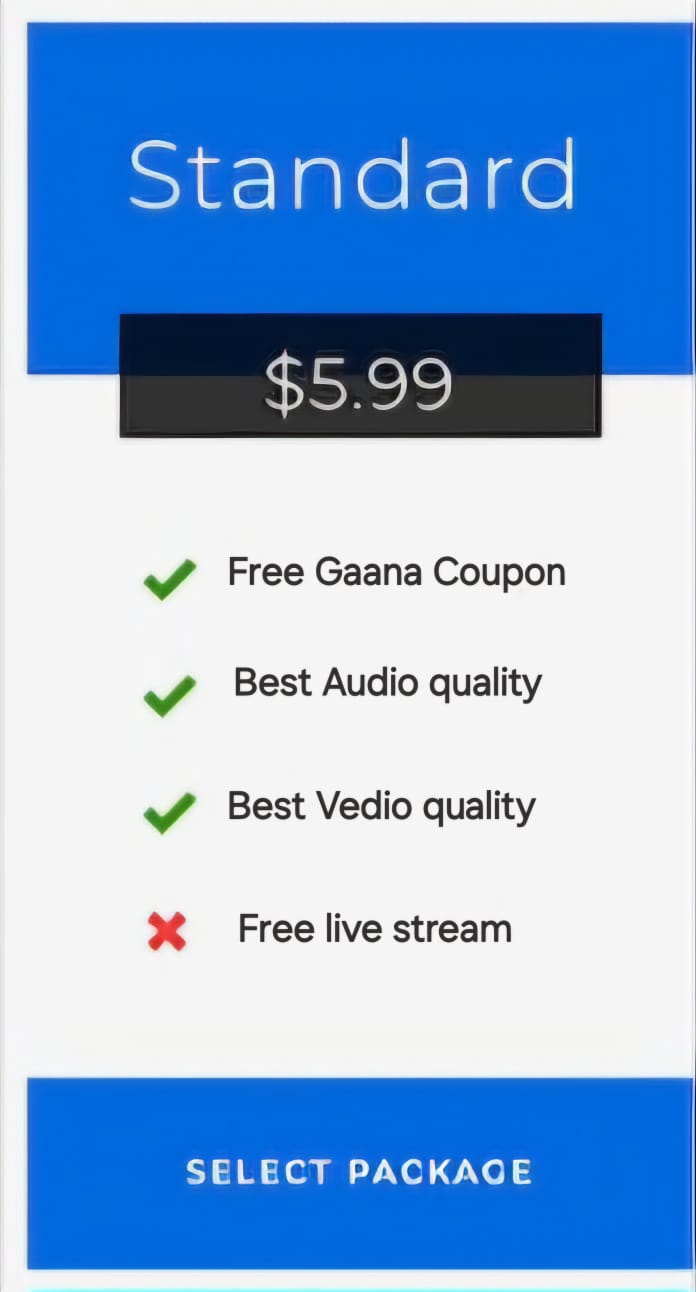 Standard
$5.99
Free Gaana Coupon
Best Audio quality
Best Vedio quality
Free live stream
SELECT PACKAGE